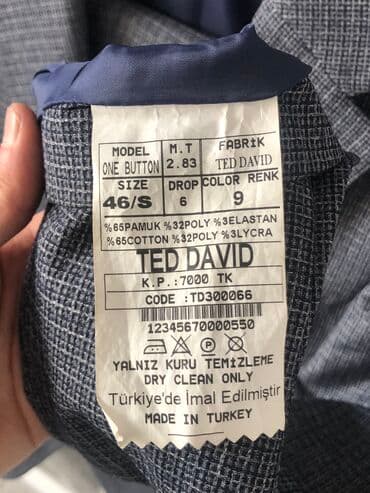 MODEL M.T FABRİK
ONE BUTTON 2.83 TED DAVID
SIZE DROP COLOR RENK
46/S 6 9
%65PAMUK %32POLY %3ELASTAN
%65COTTON %32POLY %3LYCRA
TED DAVID
K.P.:7000 TK
CODE :TD300066
12345670000550
YALNIZ KURU TEMİZLEME
DRY CLEAN ONLY
Türkiye'de İmal Edilmiştir
MADE IN TURKEY